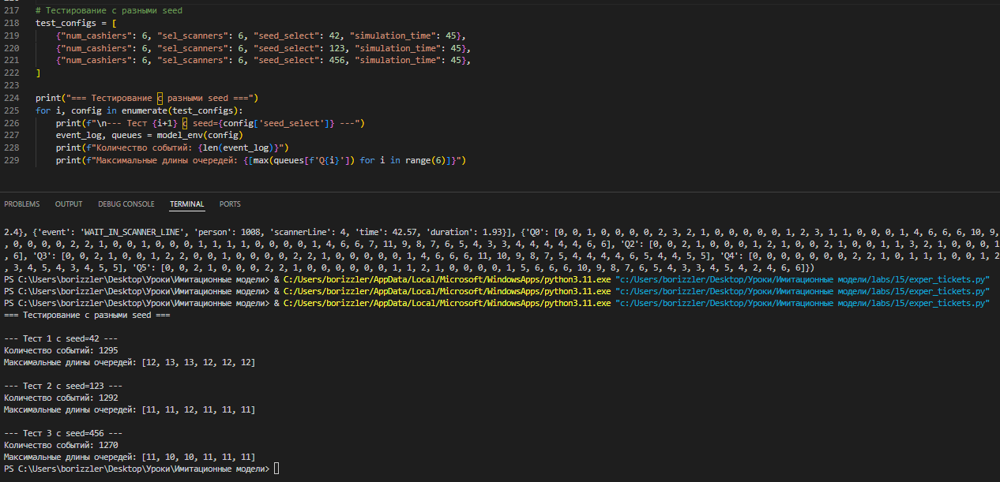 217 # Тестирование с разными seed
218 test_configs = [
219 {"num_cashiers": 6, "sel_scanners": 6, "seed_select": 42, "simulation_time": 45},
220 {"num_cashiers": 6, "sel_scanners": 6, "seed_select": 123, "simulation_time": 45},
221 {"num_cashiers": 6, "sel_scanners": 6, "seed_select": 456, "simulation_time": 45},
222 ]
223
224 print("=== Тестирование с разными seed ===")
225 for i, config in enumerate(test_configs):
226 print(f"\n--- Тест {i+1} с seed={config['seed_select']} ---")
227 event_log, queues = model_env(config)
228 print(f"Количество событий: {len(event_log)}")
229 print(f"Максимальные длины очередей: {[max(queues[f'Q{i}']) for i in range(6)]}")
PROBLEMS OUTPUT DEBUG CONSOLE TERMINAL PORTS
2.4}, {'event': 'WAIT_IN_SCANNER_LINE', 'person': 1008, 'scannerLine': 4, 'time': 42.57, 'duration': 1.93}], {'Q0': [0, 0, 1, 0, 0, 0, 0, 2, 3, 2, 1, 0, 0, 0, 0, 0, 1, 2, 3, 1, 1, 0, 0, 0, 1, 4, 6, 6, 6, 10, 9,
, 0, 0, 0, 0, 2, 2, 1, 0, 0, 1, 0, 0, 0, 1, 1, 1, 1, 0, 0, 0, 0, 1, 4, 6, 6, 7, 11, 9, 8, 7, 6, 5, 4, 3, 3, 4, 4, 4, 4, 4, 6, 6], 'Q2': [0, 0, 2, 1, 0, 0, 0, 0, 1, 2, 1, 0, 0, 2, 1, 0, 0, 1, 1, 3, 2, 1, 0, 0, 0, 1
, 6], 'Q3': [0, 0, 2, 1, 0, 0, 1, 2, 2, 0, 0, 1, 0, 0, 0, 0, 2, 2, 1, 0, 0, 0, 0, 0, 1, 4, 6, 6, 6, 11, 10, 9, 8, 7, 5, 4, 4, 4, 4, 6, 5, 4, 4, 5, 5], 'Q4': [0, 0, 0, 0, 0, 0, 0, 0, 2, 2, 1, 0, 1, 1, 1, 0, 0, 1, 2
, 3, 4, 5, 4, 3, 4, 5, 5], 'Q5': [0, 0, 2, 1, 0, 0, 0, 2, 2, 1, 0, 0, 0, 0, 0, 0, 1, 1, 2, 1, 0, 0, 0, 0, 1, 5, 6, 6, 6, 10, 9, 8, 7, 6, 5, 4, 3, 3, 4, 5, 4, 2, 4, 6, 6]})
PS C:\Users\borizzler\Desktop\Уроки\Имитационные модели> & C:/Users/borizzler/AppData/Local/Microsoft/WindowsApps/python3.11.exe "c:/Users/borizzler/Desktop/Уроки/Имитационные модели/labs/l5/exper_tickets.py"
PS C:\Users\borizzler\Desktop\Уроки\Имитационные модели> & C:/Users/borizzler/AppData/Local/Microsoft/WindowsApps/python3.11.exe "c:/Users/borizzler/Desktop/Уроки/Имитационные модели/labs/l5/exper_tickets.py"
PS C:\Users\borizzler\Desktop\Уроки\Имитационные модели> & C:/Users/borizzler/AppData/Local/Microsoft/WindowsApps/python3.11.exe "c:/Users/borizzler/Desktop/Уроки/Имитационные модели/labs/l5/exper_tickets.py"
=== Тестирование с разными seed ===
--- Тест 1 с seed=42 ---
Количество событий: 1295
Максимальные длины очередей: [12, 13, 13, 12, 12, 12]
--- Тест 2 с seed=123 ---
Количество событий: 1292
Максимальные длины очередей: [11, 11, 12, 11, 11, 11]
--- Тест 3 с seed=456 ---
Количество событий: 1270
Максимальные длины очередей: [11, 10, 10, 11, 11, 11]
PS C:\Users\borizzler\Desktop\Уроки\Имитационные модели>